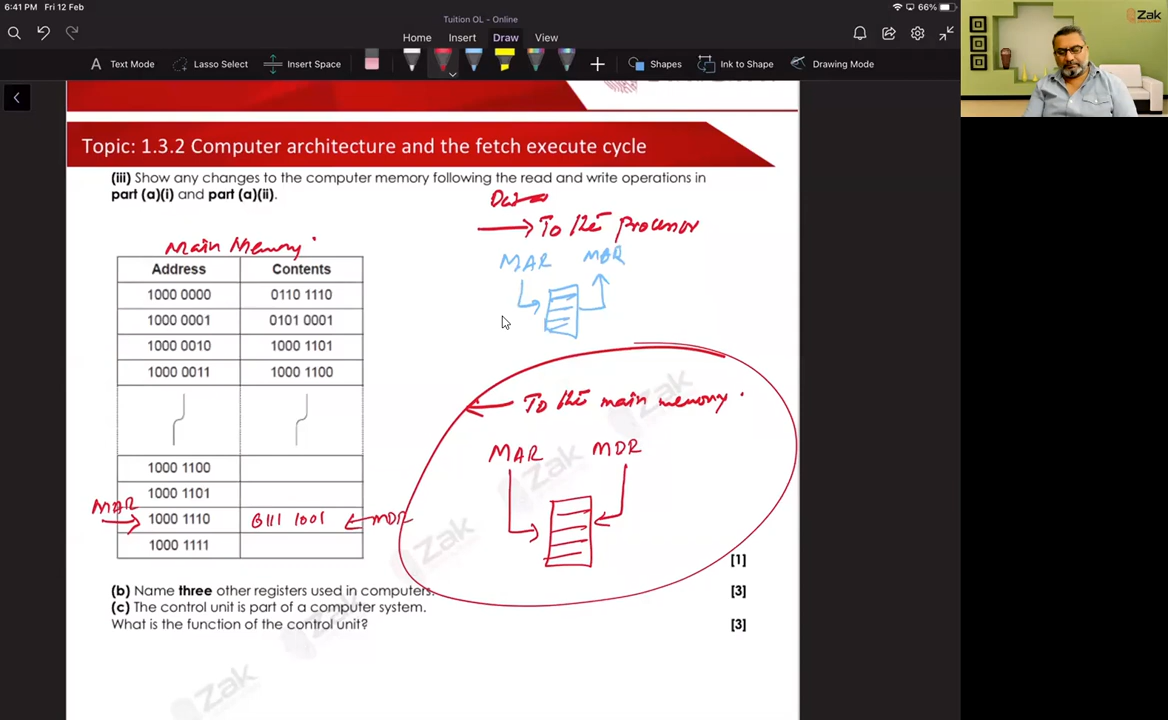 6:41 PM Fri 12 Feb
66%
Tuition OL - Online
Home Insert Draw View
Text Mode Lasso Select Insert Space Shapes Ink to Shape Drawing Mode
Zak
Topic: 1.3.2 Computer architecture and the fetch execute cycle
(iii) Show any changes to the computer memory following the read and write operations in
part (a)(i) and part (a)(ii).
To the processor
Main Memory
MAR MDR
Address Contents
1000 0000 0110 1110
1000 0001 0101 0001
1000 0010 1000 1101
1000 0011 1000 1100
To the main memory.
MAR MDR
1000 1100
1000 1101
MAR
1000 1110 0111 1001 MDR
1000 1111
[1]
(b) Name three other registers used in computers. [3]
(c) The control unit is part of a computer system.
What is the function of the control unit? [3]
Zak
Zak
Zak